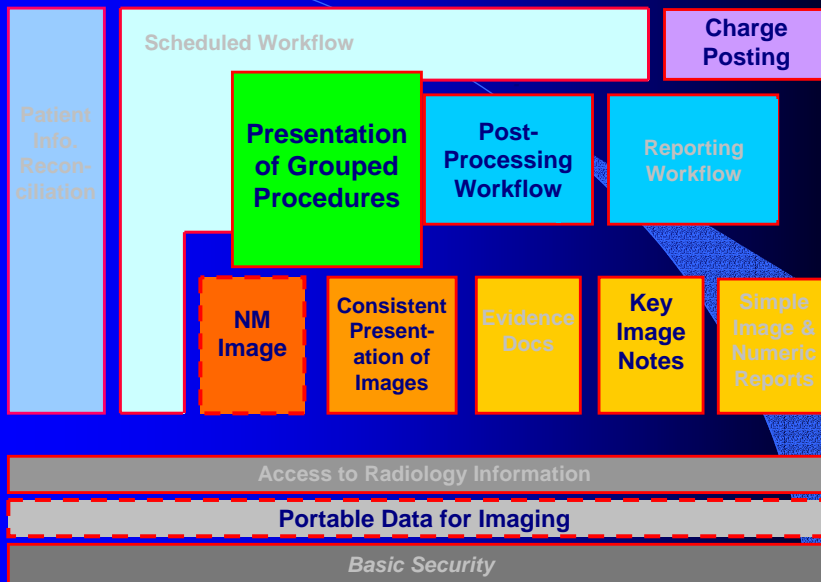 Scheduled Workflow
Charge
Posting
Patient
Info.
Recon-
ciliation
Presentation
of Grouped
Procedures
Post-
Processing
Workflow
Reporting
Workflow
NM
Image
Consistent
Present-
ation of
Images
Evidence
Docs
Key
Image
Notes
Simple
Image &
Numeric
Reports
Access to Radiology Information
Portable Data for Imaging
Basic Security